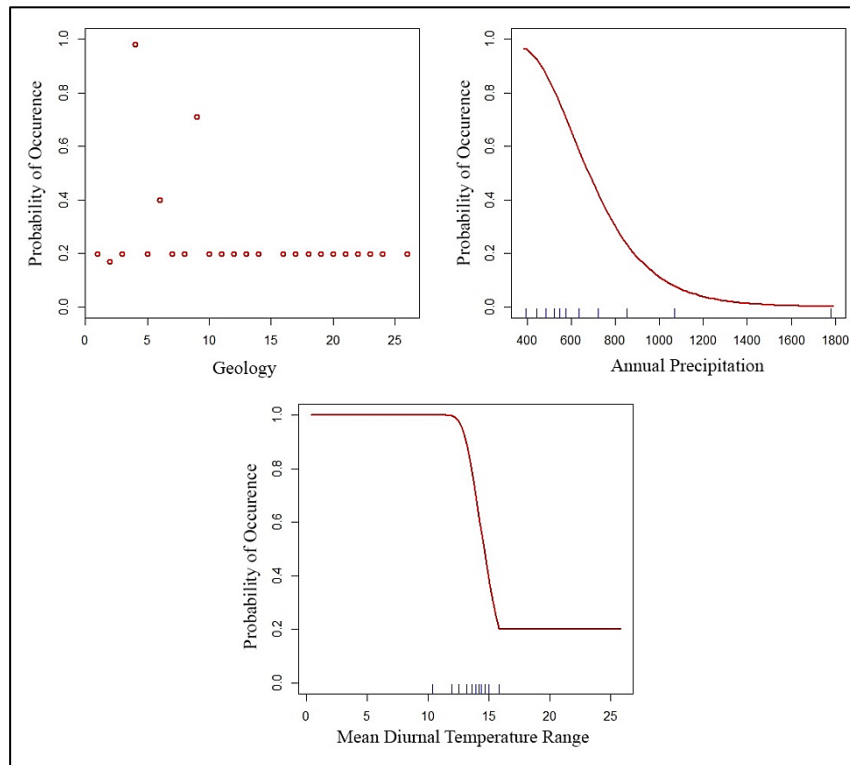 Probability of Occurence
1.0
0.8
0.6
0.4
0.2
0.0
0 5 10 15 20 25
Geology
Probability of Occurence
1.0
0.8
0.6
0.4
0.2
0.0
400 600 800 1000 1200 1400 1600 1800
Annual Precipitation
Probability of Occurence
1.0
0.8
0.6
0.4
0.2
0.0
0 5 10 15 20 25
Mean Diurnal Temperature Range